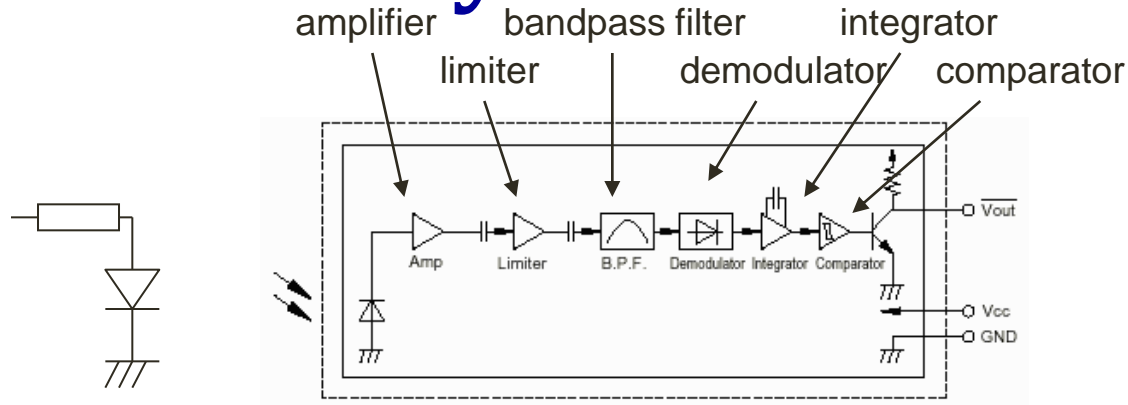 amplifier bandpass filter integrator
limiter demodulator comparator
Vout
Amp Limiter B.P.F. Demodulator Integrator Comparator
Vcc
GND